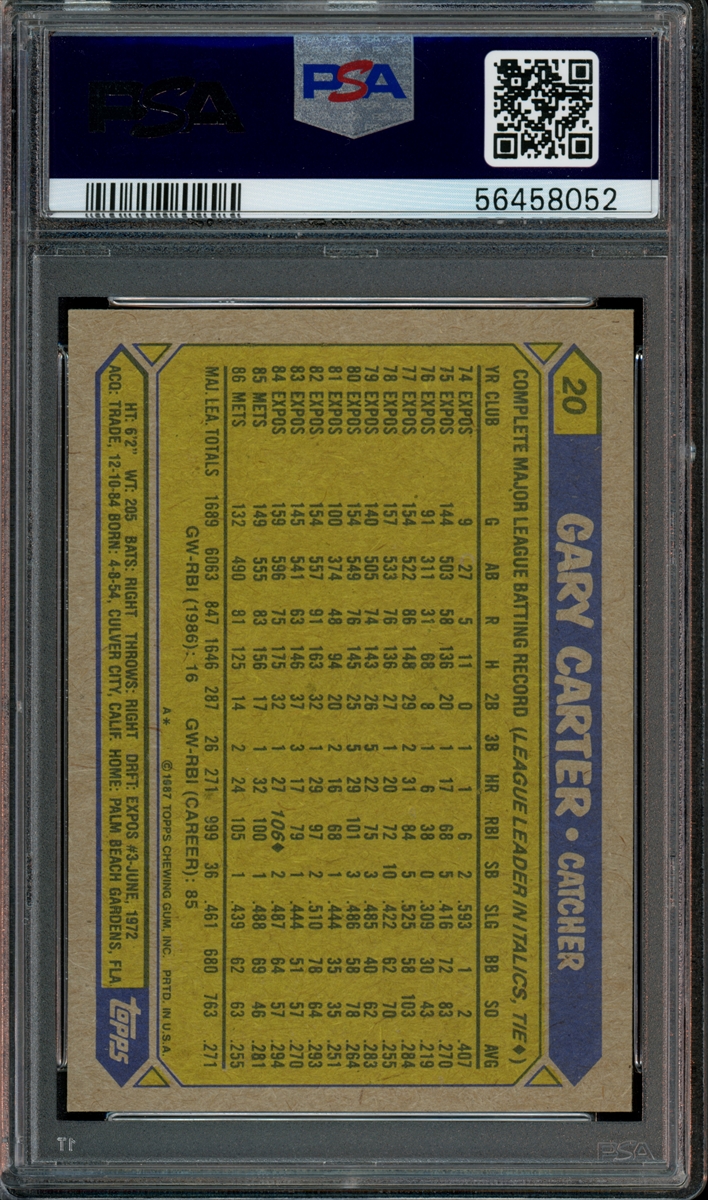 PSA
PSA
56458052
20
GARY CARTER • CATCHER
COMPLETE MAJOR LEAGUE BATTING RECORD (LEAGUE LEADER IN ITALICS, TIE ♦)
YR CLUB G AB R H 2B 3B HR RBI SB SLG BB SO AVG
74 EXPOS 9 27 5 11 0 1 1 6 2 .593 1 2 .407
75 EXPOS 144 503 58 136 20 1 17 68 5 .416 72 83 .270
76 EXPOS 91 311 31 68 8 1 6 38 0 .309 30 43 .219
77 EXPOS 154 522 86 148 29 2 31 84 5 .525 58 103 .284
78 EXPOS 157 533 76 136 27 1 20 72 10 .422 62 70 .255
79 EXPOS 140 505 74 143 26 5 22 75 3 .485 40 62 .283
80 EXPOS 154 549 76 145 25 5 29 101 3 .486 58 78 .264
81 EXPOS 100 374 48 94 20 2 16 68 1 .444 35 35 .251
82 EXPOS 154 557 91 163 32 1 29 97 2 .510 78 64 .293
83 EXPOS 145 541 63 146 37 3 17 79 1 .444 51 57 .270
84 EXPOS 159 596 75 175 32 1 27 106♦ 2 .487 64 57 .294
85 METS 149 555 83 156 17 1 32 100 1 .488 69 46 .281
86 METS 132 490 81 125 14 2 24 105 1 .439 62 63 .255
MAJ. LEA. TOTALS 1689 6063 847 1646 287 26 271 999 36 .461 680 763 .271
GW-RBI (1986): 16 GW-RBI (CAREER): 85
A* ©1987 TOPPS CHEWING GUM, INC. PRTD. IN U.S.A.
HT: 6'2" WT: 205 BATS: RIGHT THROWS: RIGHT DRFT: EXPOS #3-JUNE, 1972
ACQ: TRADE, 12-10-84 BORN: 4-8-54, CULVER CITY, CALIF. HOME: PALM BEACH GARDENS, FLA
TOPPS
PSA